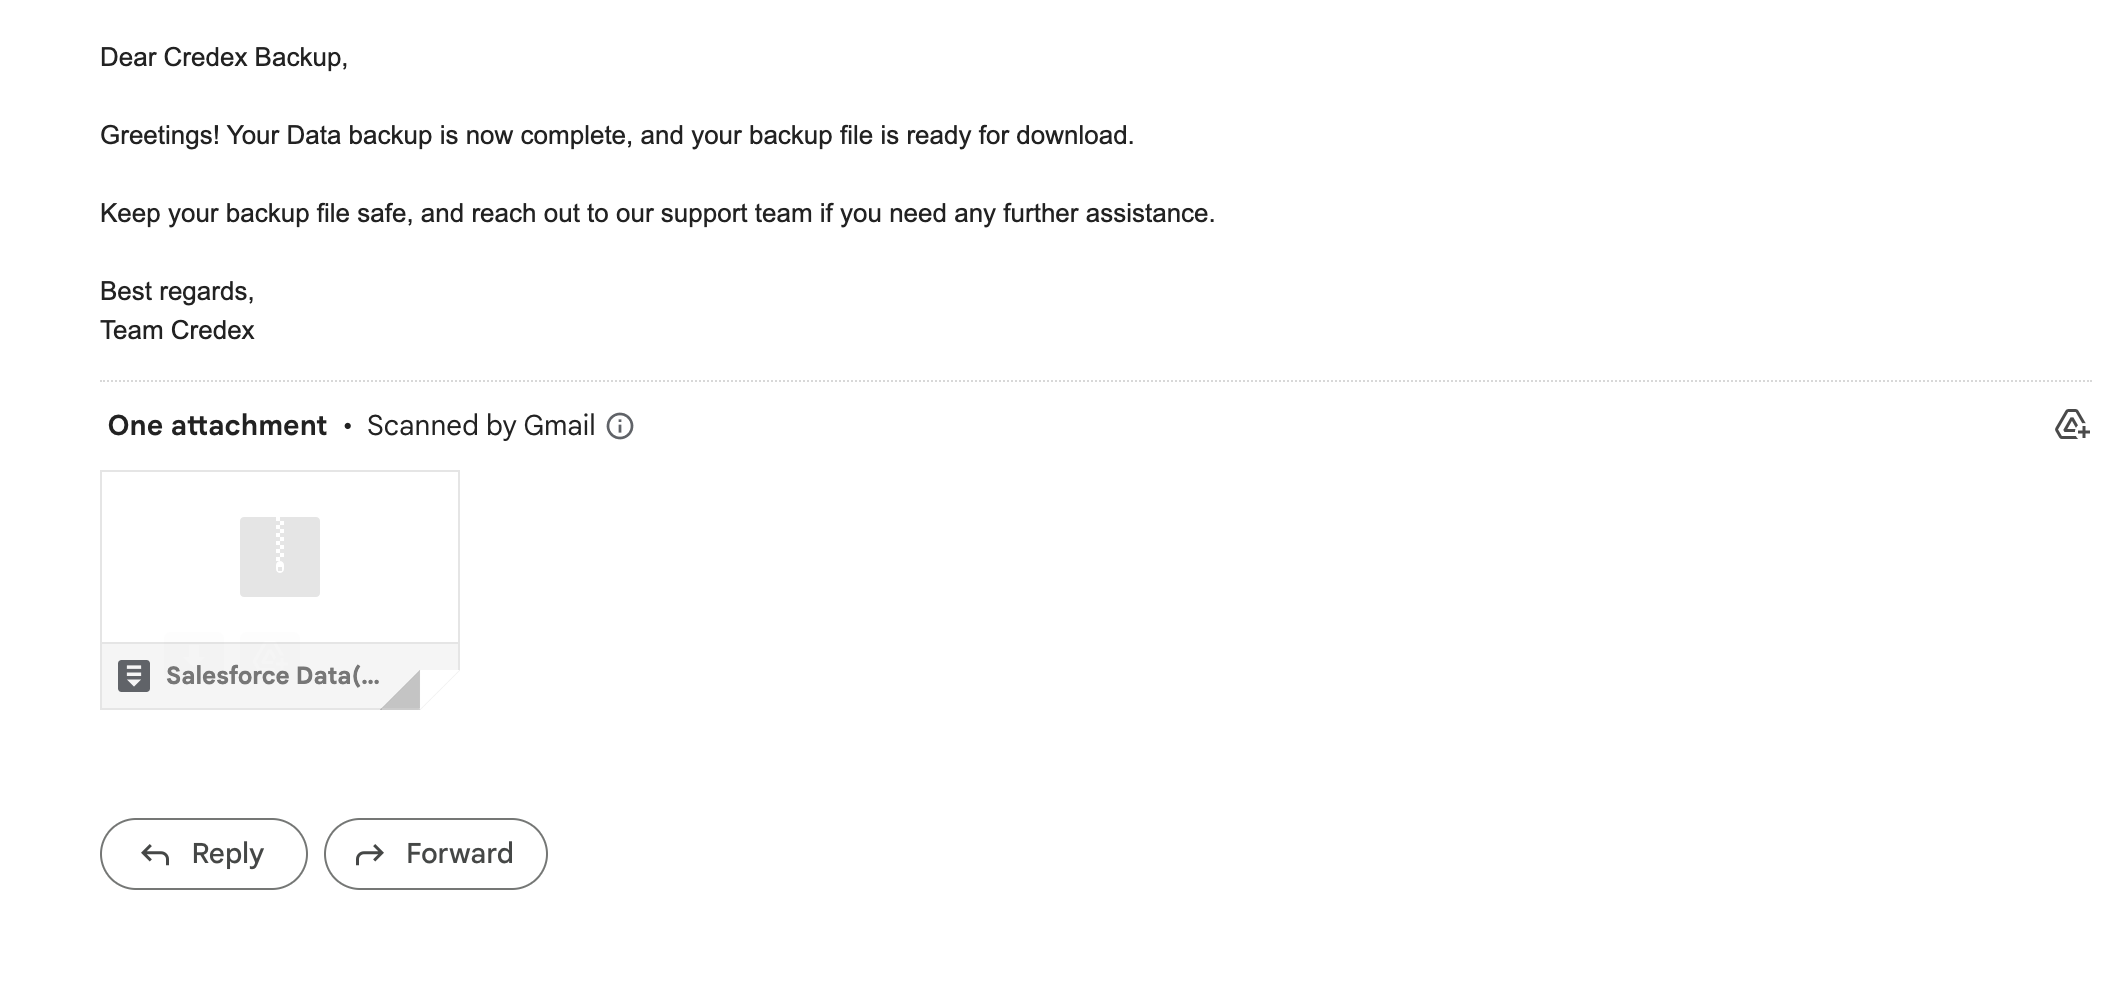 Dear Credex Backup,
Greetings! Your Data backup is now complete, and your backup file is ready for download.
Keep your backup file safe, and reach out to our support team if you need any further assistance.
Best regards,
Team Credex
One attachment • Scanned by Gmail
Salesforce Data(...
Reply Forward